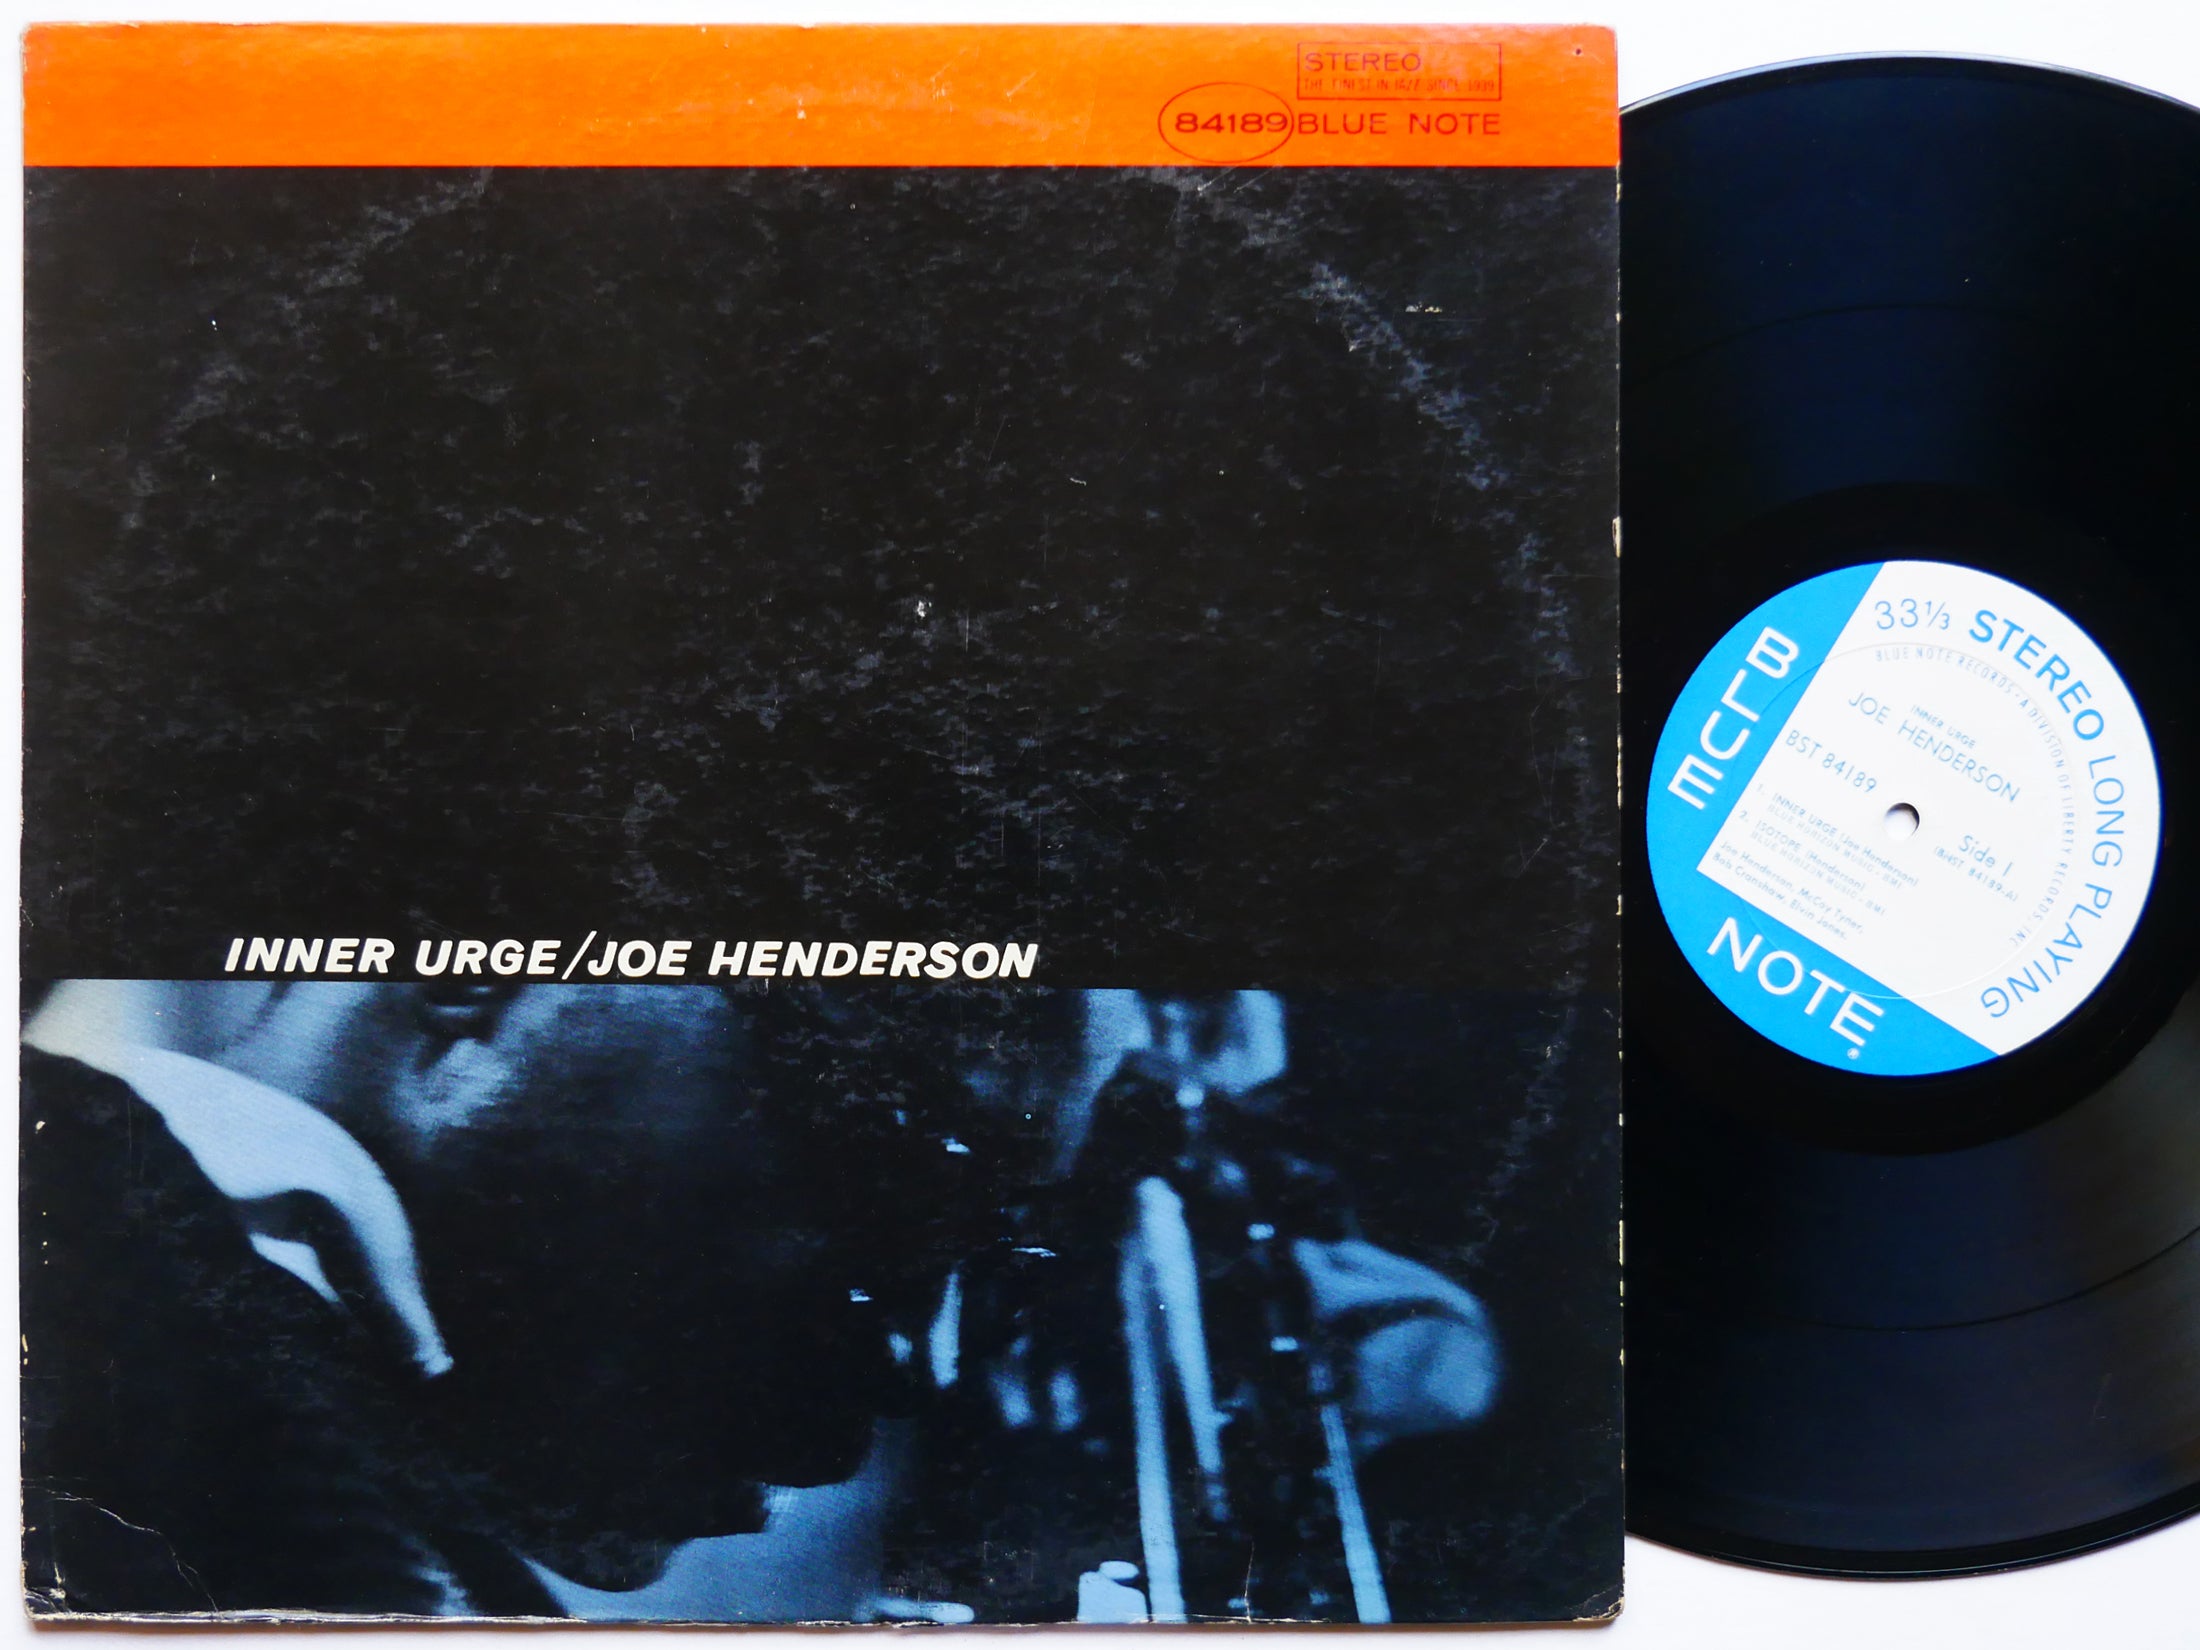 STEREO
THE FINEST IN JAZZ SINCE 1939
84189 BLUE NOTE
INNER URGE/JOE HENDERSON
33 1/3 STEREO LONG PLAYING
BLUE NOTE RECORDS • A DIVISION OF LIBERTY RECORDS, INC
INNER URGE
JOE HENDERSON
BST 84189
Side 1
(BNST 84189-A)
1. INNER URGE (Joe Henderson)
BLUE HORIZON MUSIC - BMI
2. ISOTOPE (Henderson)
BLUE HORIZON MUSIC - BMI
Joe Henderson, McCoy Tyner,
Bob Cranshaw, Elvin Jones.
BLUE
NOTE®